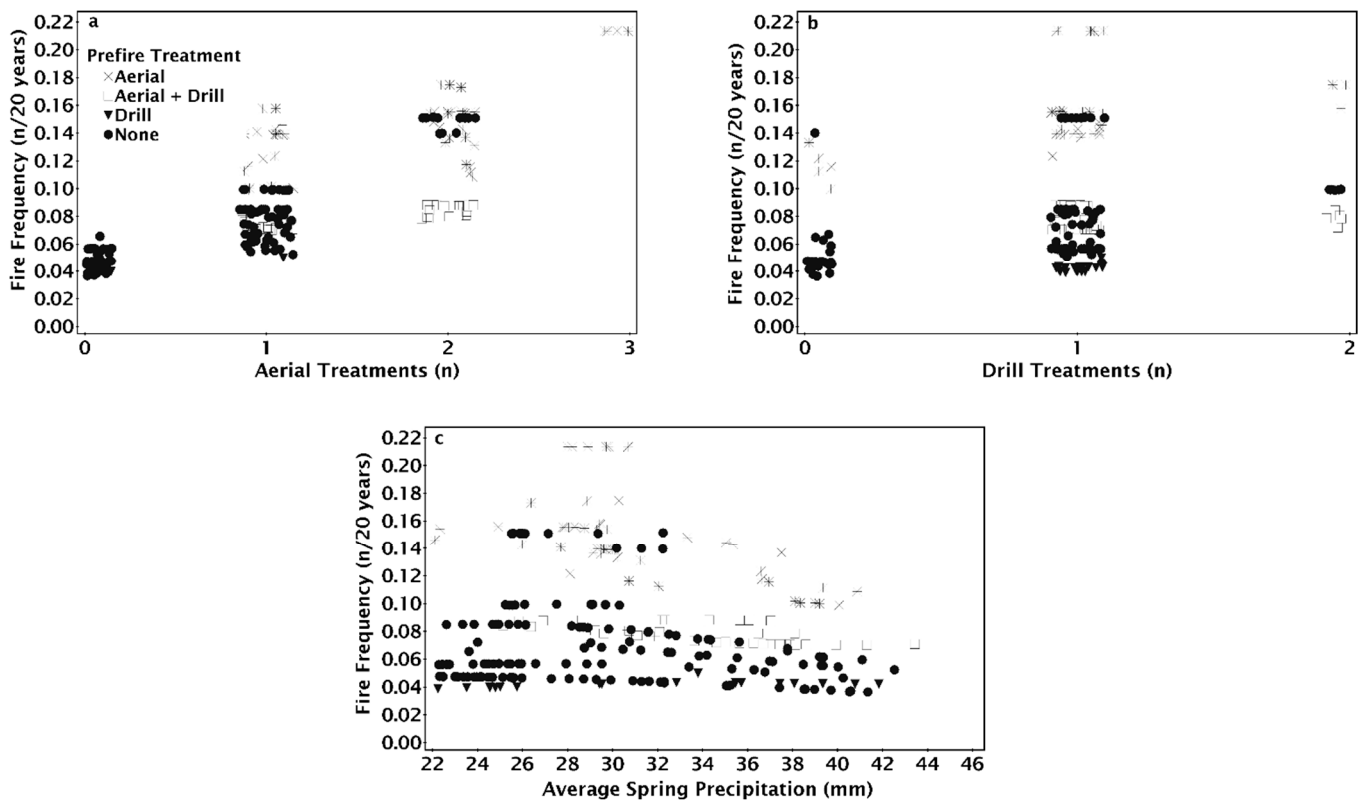 a
0.22
0.20
0.18
0.16
0.14
0.12
0.10
0.08
0.06
0.04
0.02
0.00
Fire Frequency (n/20 years)
Prefire Treatment
Aerial
Aerial + Drill
Drill
None
0 1 2 3
Aerial Treatments (n)
b
0.22
0.20
0.18
0.16
0.14
0.12
0.10
0.08
0.06
0.04
0.02
0.00
Fire Frequency (n/20 years)
0 1 2
Drill Treatments (n)
c
0.22
0.20
0.18
0.16
0.14
0.12
0.10
0.08
0.06
0.04
0.02
0.00
Fire Frequency (n/20 years)
22 24 26 28 30 32 34 36 38 40 42 44 46
Average Spring Precipitation (mm)